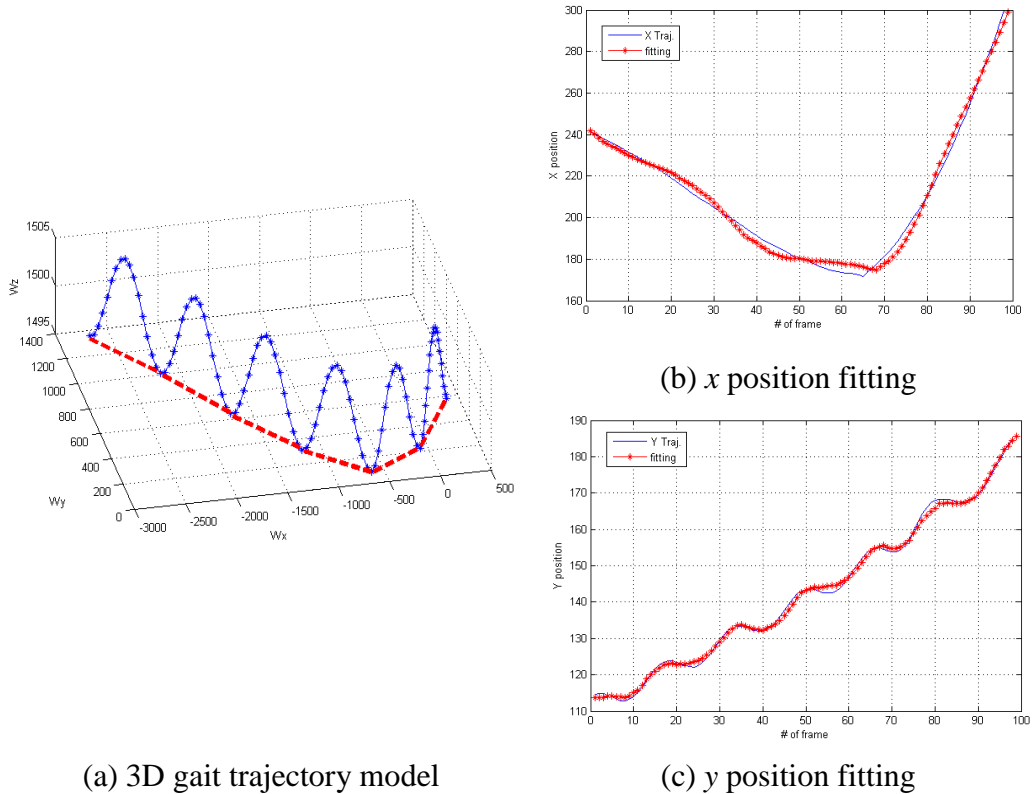 300
280
260
240
220
200
180
160
X position
X Traj.
fitting
0 10 20 30 40 50 60 70 80 90 100
# of frame
(b) x position fitting
1505
1500
1495
Wz
1400
1200
1000
800
600
400
200
0
Wy
-3000 -2500 -2000 -1500 -1000 -500 0 500
Wx
(a) 3D gait trajectory model
190
180
170
160
150
140
130
120
110
Y position
Y Traj.
fitting
0 10 20 30 40 50 60 70 80 90 100
# of frame
(c) y position fitting